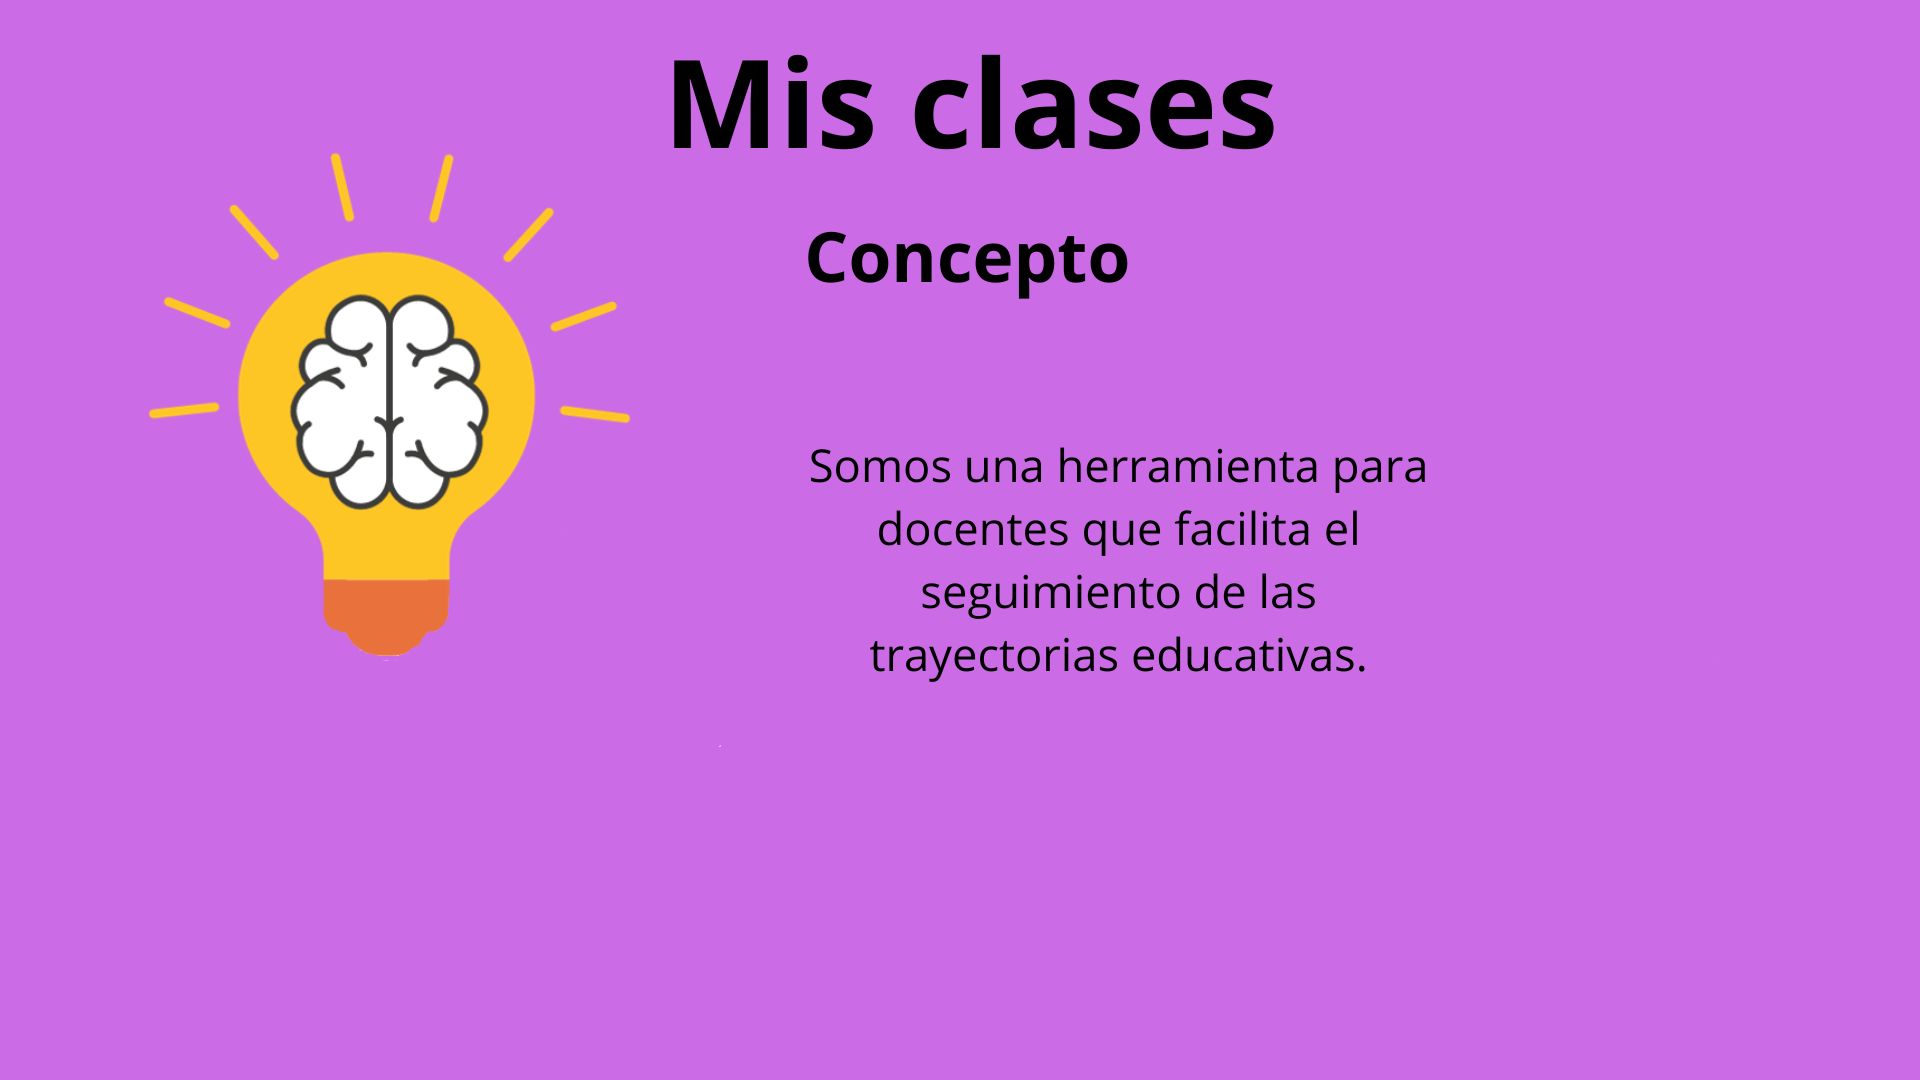 Mis clases
Concepto
Somos una herramienta para
docentes que facilita el
seguimiento de las
trayectorias educativas.